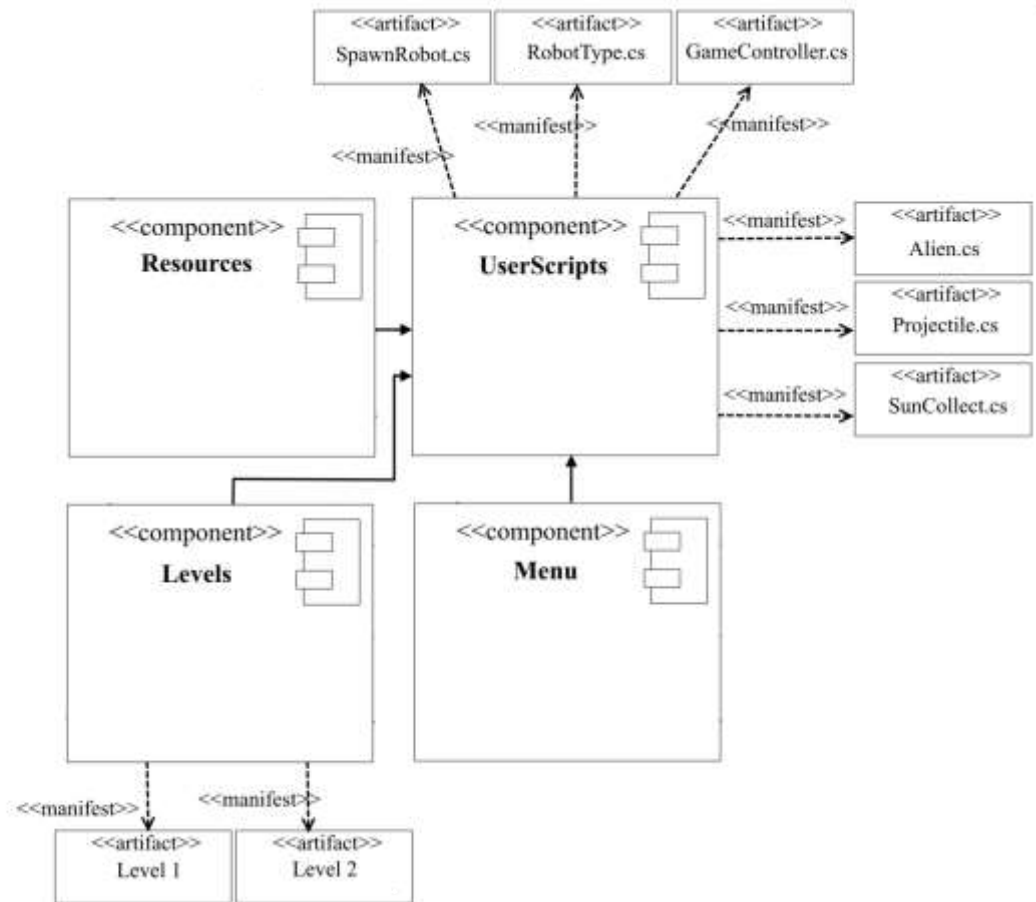 <<artifact>>
SpawnRobot.cs
<<artifact>>
RobotType.cs
<<artifact>>
GameController.cs
<<manifest>>
<<manifest>>
<<manifest>>
<<component>>
Resources
<<component>>
UserScripts
<<manifest>>
<<artifact>>
Alien.cs
<<manifest>>
<<artifact>>
Projectile.cs
<<manifest>>
<<artifact>>
SunCollect.cs
<<component>>
Levels
<<component>>
Menu
<<manifest>>
<<manifest>>
<<artifact>>
Level 1
<<artifact>>
Level 2